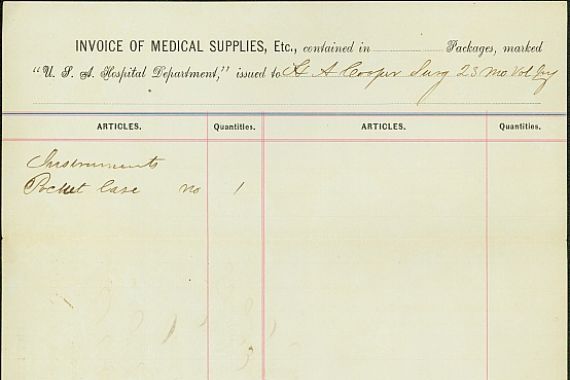 INVOICE OF MEDICAL SUPPLIES, Etc., contained in Packages, marked
"U. S. A. Hospital Department," issued to H A Cooper Surg 23 Mo Vol by
ARTICLES. Quantities. ARTICLES. Quantities.
Instruments
Pocket Case no 1